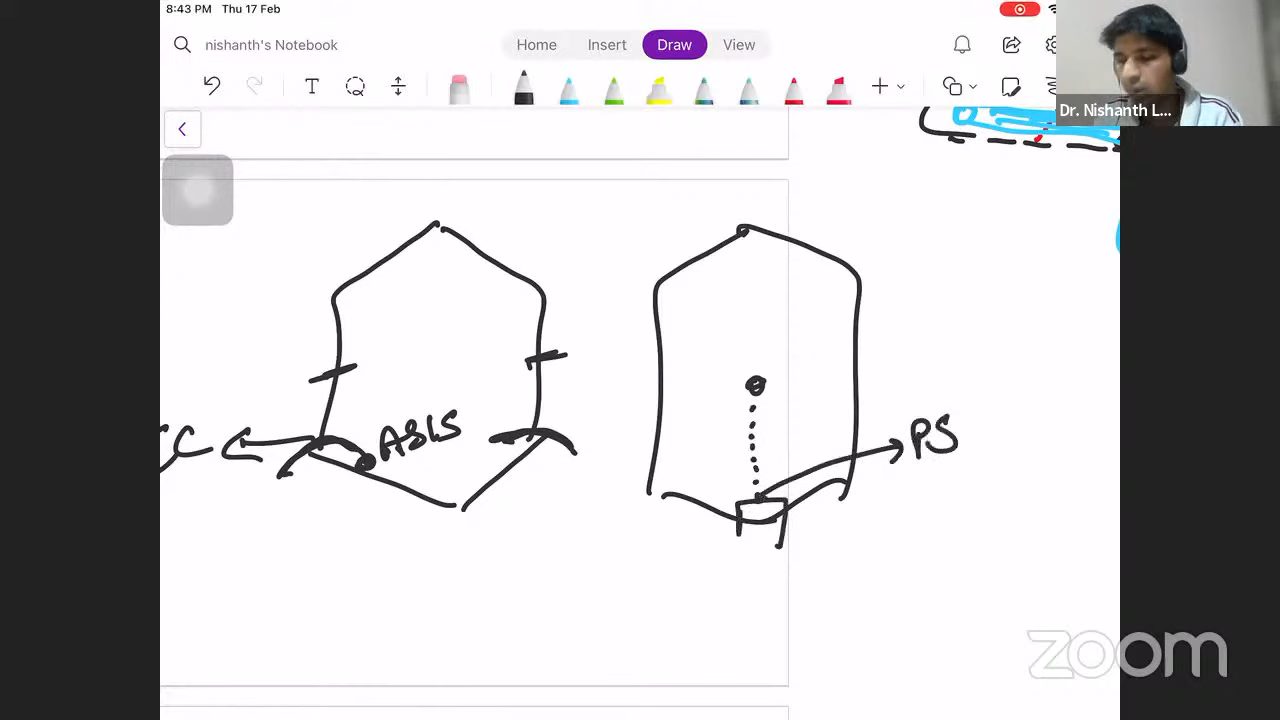 8:43 PM Thu 17 Feb
nishanth's Notebook
Home Insert Draw View
T
Dr. Nishanth L...
ASIS
C
PS
zoom